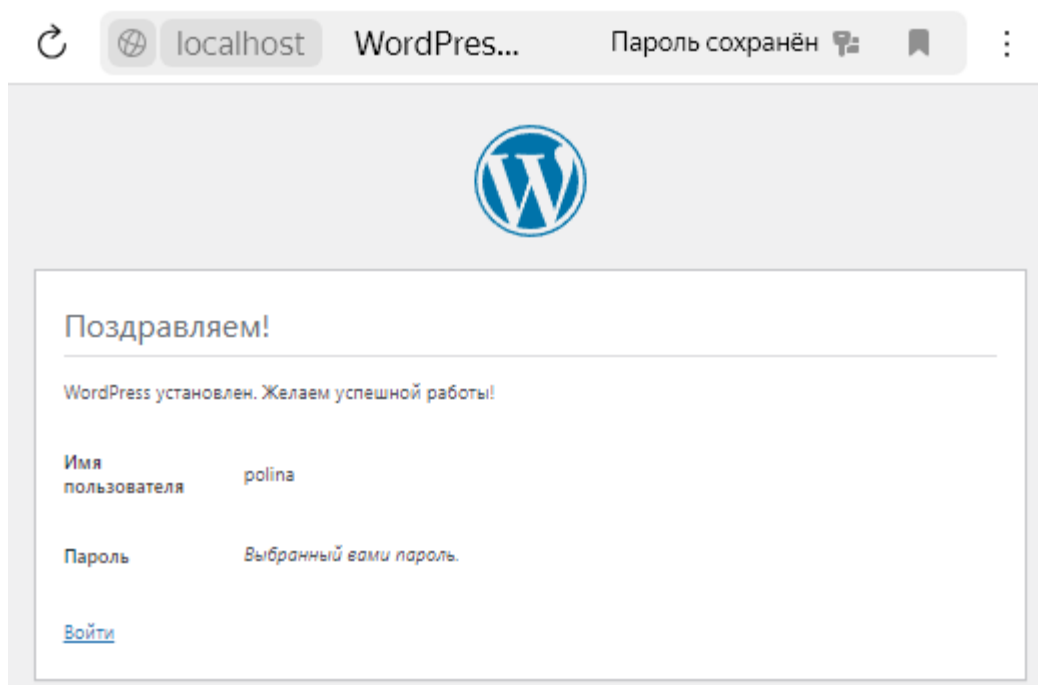 localhost WordPres... Пароль сохранён
Поздравляем!
WordPress установлен. Желаем успешной работы!
Имя
пользователя
polina
Пароль
Выбранный вами пароль.
Войти